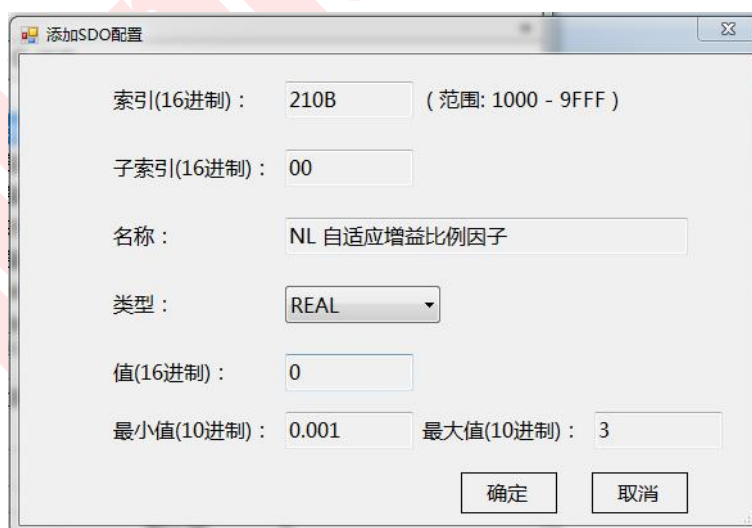 添加SDO配置
索引(16进制)： 210B (范围: 1000 - 9FFF)
子索引(16进制)： 00
名称： NL 自适应增益比例因子
类型： REAL
值(16进制)： 0
最小值(10进制)： 0.001 最大值(10进制)： 3
确定 取消